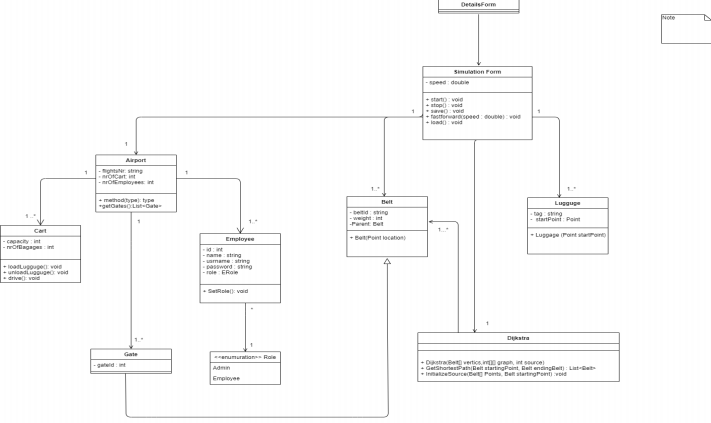 DetailsForm
Note
Simulation Form
- speed : double
+ start() : void
+ stop() : void
+ save() : void
+ fastforward(speed : double) : void
+ load() : void
1
1
1
1
1..*
1..*
Airport
- flightsNr: string
- nrOfCart: int
- nrOfEmployees: int
+ method(type): type
+getGates():List<Gate>
1
1
1
1..*
1..*
Cart
- capacity : int
- nrOfBagages : int
+ loadLugguge(): void
+ unloadLugguge(): void
+ drive(): void
Employee
- id : int
- name : string
- usrname : string
- password : string
- role : ERole
+ SetRole(): void
Belt
- beltId : string
- weight : int
-Parent: Belt
+ Belt(Point location)
1..*
Lugguge
- tag : string
- startPoint : Point
+ Luggage (Point startPoint)
*
1
1..*
1
Gate
- gateId : int
<<enumuration>> Role
Admin
Employee
Dijkstra
+ Dijkstra(Belt[] vertics,int[][] graph, int source)
+ GetShortestPath(Belt startingPoint, Belt endingBelt) : List<Belt>
+ InitializeSource(Belt[] Points, Belt startingPoint) :void